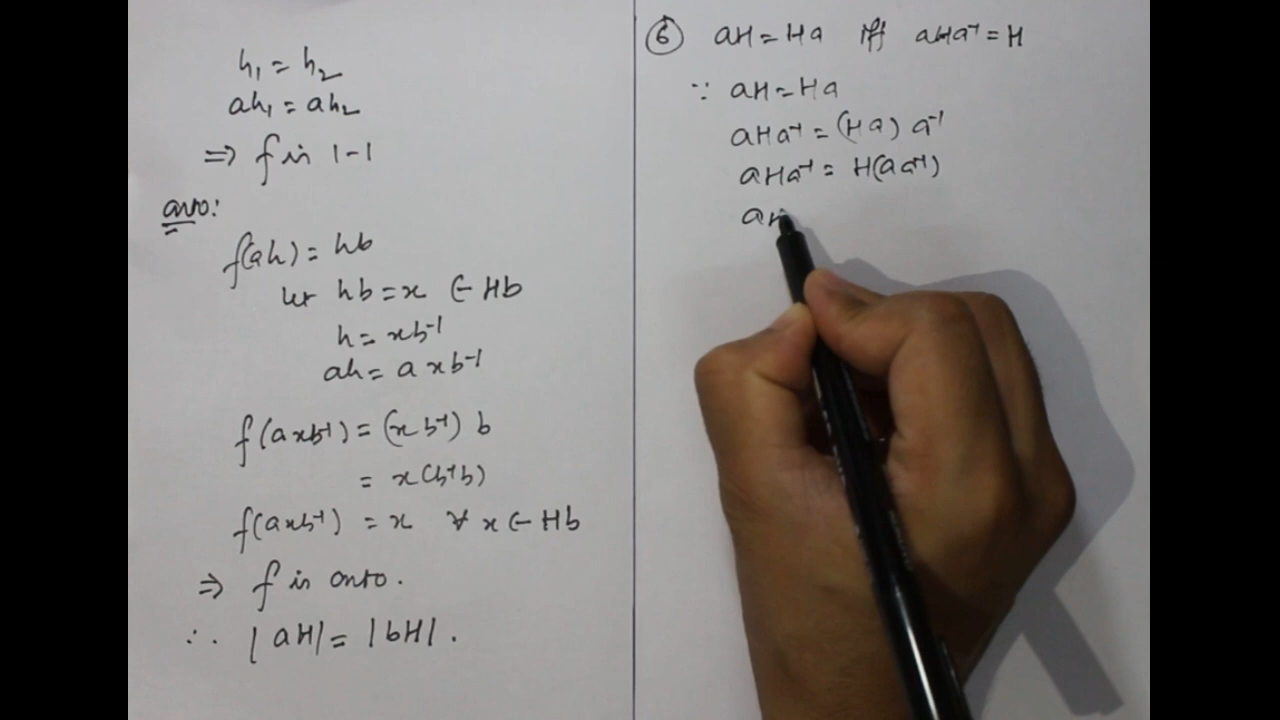 h₁ = h₂
ah₁ = ah₂
⇒ f is 1-1
onto:
f(ah) = hb
let hb = x ∈ Hb
h = xb⁻¹
ah = axb⁻¹
f(axb⁻¹) = (xb⁻¹) b
= x(b⁻¹b)
f(axb⁻¹) = x ∀ x ∈ Hb
⇒ f is onto.
∴ |aH| = |bH|.
⑥ aH = Ha iff aHa⁻¹ = H
∵ aH = Ha
aHa⁻¹ = (Ha) a⁻¹
aHa⁻¹ = H(aa⁻¹)
aH